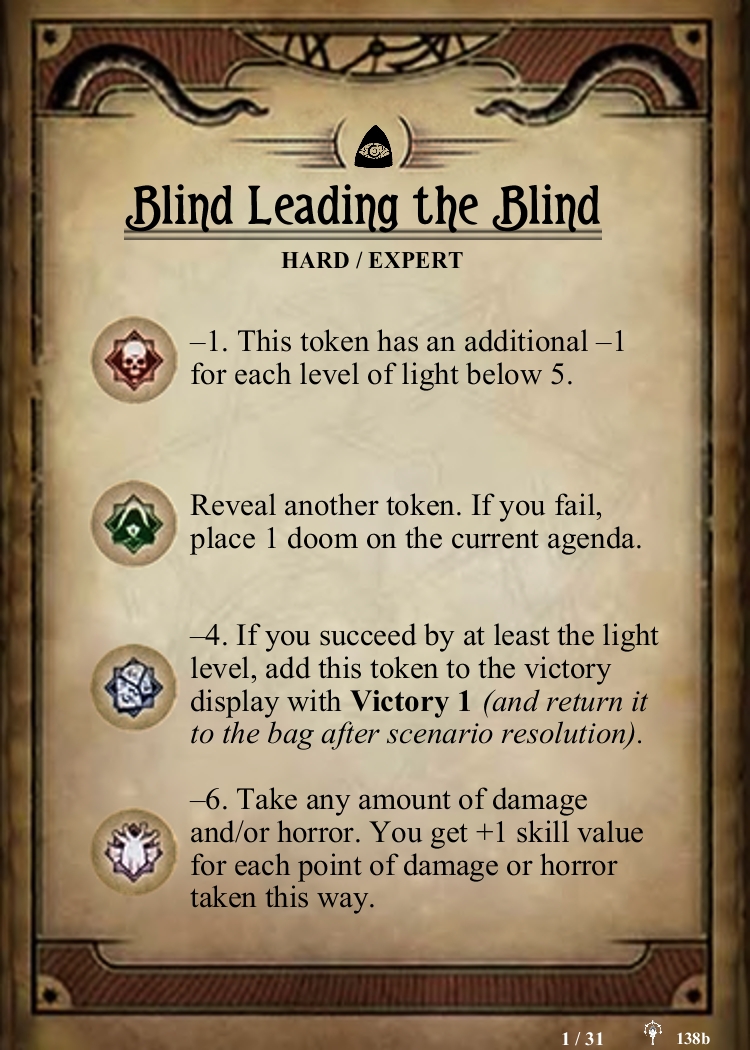 Blind Leading the Blind
HARD / EXPERT
–1. This token has an additional –1
for each level of light below 5.
Reveal another token. If you fail,
place 1 doom on the current agenda.
–4. If you succeed by at least the light
level, add this token to the victory
display with Victory 1 (and return it
to the bag after scenario resolution).
–6. Take any amount of damage
and/or horror. You get +1 skill value
for each point of damage or horror
taken this way.
1 / 31 138b